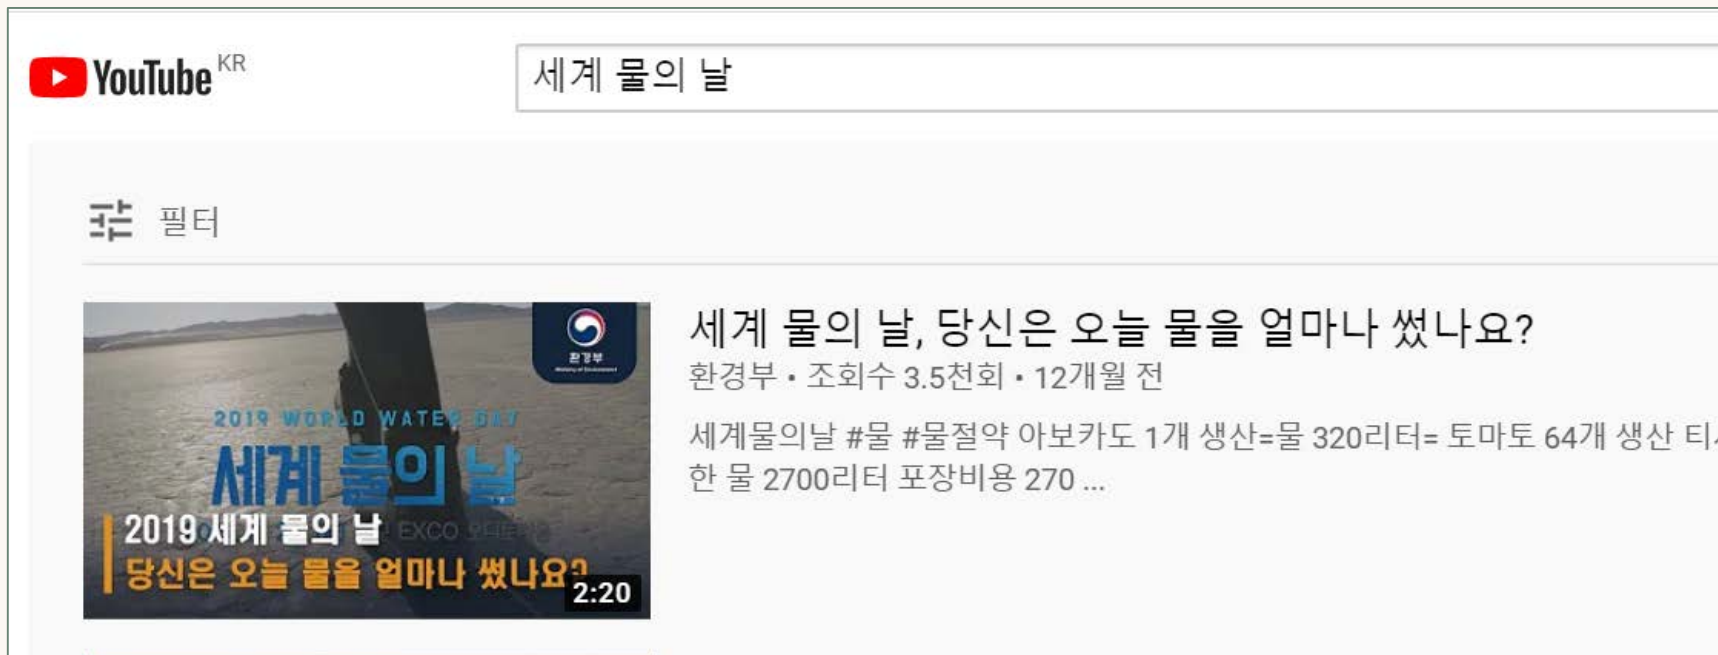 YouTube KR
세계 물의 날
필터
환경부
Ministry of Environment
2019 WORLD WATER DAY
세계 물의 날
EXCO
2019 세계 물의 날
당신은 오늘 물을 얼마나 썼나요?
2:20
세계 물의 날, 당신은 오늘 물을 얼마나 썼나요?
환경부 • 조회수 3.5천회 • 12개월 전
세계물의날 #물 #물절약 아보카도 1개 생산=물 320리터= 토마토 64개 생산
한 물 2700리터 포장비용 270 ...